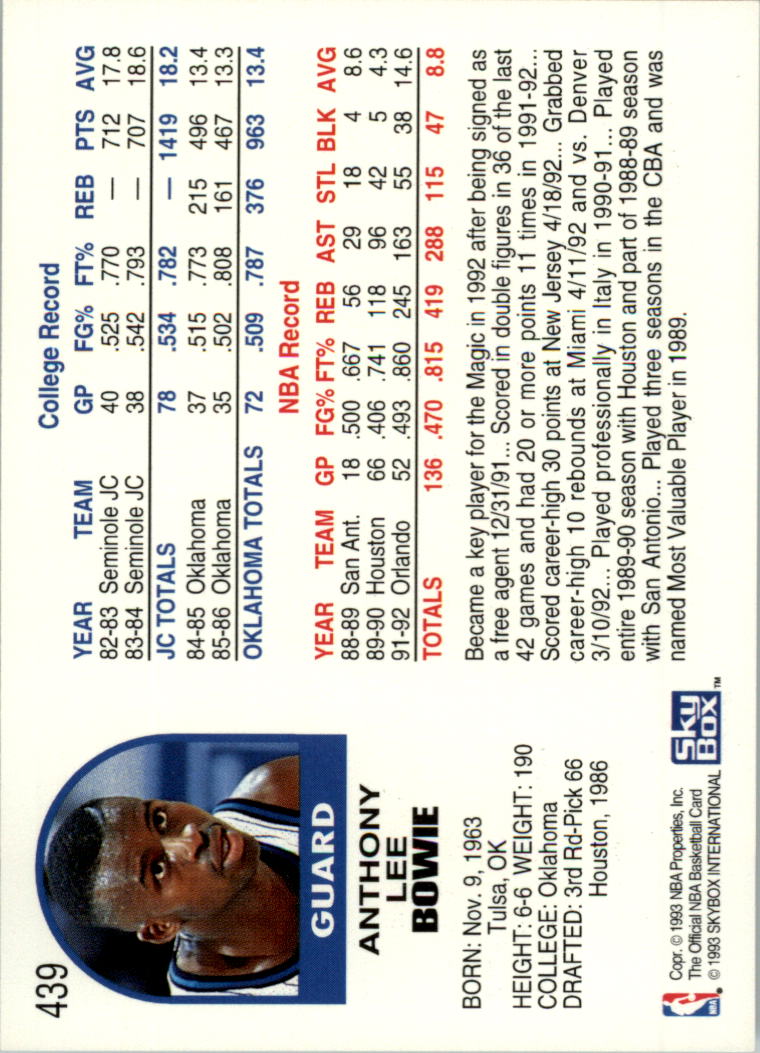 439
GUARD
ANTHONY
LEE
BOWIE
BORN: Nov. 9, 1963
Tulsa, OK
HEIGHT: 6-6 WEIGHT: 190
COLLEGE: Oklahoma
DRAFTED: 3rd Rd-Pick 66
Houston, 1986
College Record
YEAR TEAM GP FG% FT% REB PTS AVG
82-83 Seminole JC 40 .525 .770 — 712 17.8
83-84 Seminole JC 38 .542 .793 — 707 18.6
JC TOTALS 78 .534 .782 — 1419 18.2
84-85 Oklahoma 37 .515 .773 215 496 13.4
85-86 Oklahoma 35 .502 .808 161 467 13.3
OKLAHOMA TOTALS 72 .509 .787 376 963 13.4
NBA Record
YEAR TEAM GP FG% FT% REB AST STL BLK AVG
88-89 San Ant. 18 .500 .667 56 29 18 4 8.6
89-90 Houston 66 .406 .741 118 96 42 5 4.3
91-92 Orlando 52 .493 .860 245 163 55 38 14.6
TOTALS 136 .470 .815 419 288 115 47 8.8
Became a key player for the Magic in 1992 after being signed as
a free agent 12/31/91... Scored in double figures in 36 of the last
42 games and had 20 or more points 11 times in 1991-92...
Scored career-high 30 points at New Jersey 4/18/92... Grabbed
career-high 10 rebounds at Miami 4/11/92 and vs. Denver
3/10/92... Played professionally in Italy in 1990-91... Played
entire 1989-90 season with Houston and part of 1988-89 season
with San Antonio... Played three seasons in the CBA and was
named Most Valuable Player in 1989.
NBA
Copr. © 1993 NBA Properties, Inc.
The Official NBA Basketball Card
© 1993 SKYBOX INTERNATIONAL
Sky
Box™